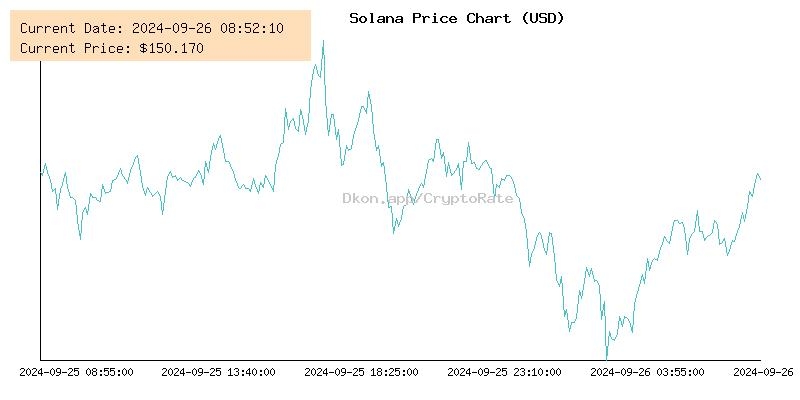 Solana Price Chart (USD)
Current Date: 2024-09-26 08:52:10
Current Price: $150.170
Dkon.app/CryptoRate
2024-09-25 08:55:00 2024-09-25 13:40:00 2024-09-25 18:25:00 2024-09-25 23:10:00 2024-09-26 03:55:00 2024-09-26